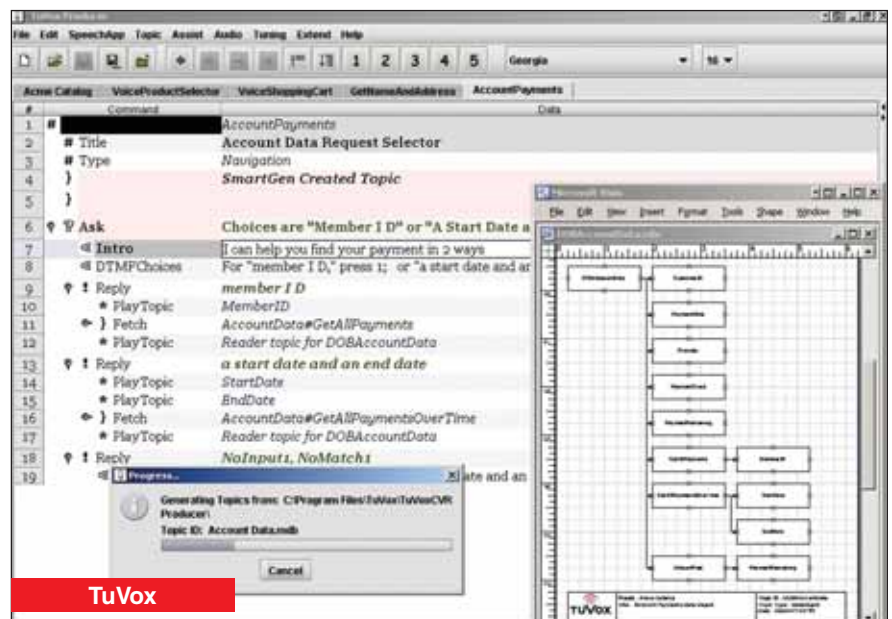 TuVox Producer
File Edit SpeechApp Topic Assist Audio Tuning Extend Help
1 2 3 4 5 Georgia 16
Acme Catalog VoiceProductSelector VoiceShoppingCart GetNameAndAddress AccountPayments
# Command Data
1 # AccountPayments
2 # Title Account Data Request Selector
3 # Type Navigation
4 } SmartGen Created Topic
5 }
6 Ask Choices are "Member I D" or "A Start Date a
7 Intro I can help you find your payment in 2 ways
8 DTMFChoices For "member I D," press 1; or "a start date and an
9 ! Reply member I D
10 * PlayTopic MemberID
11 } Fetch AccountData#GetAllPayments
12 * PlayTopic Reader topic for DOBAccountData
13 ! Reply a start date and an end date
14 * PlayTopic StartDate
15 * PlayTopic EndDate
16 } Fetch AccountData#GetAllPaymentsOverTime
17 * PlayTopic Reader topic for DOBAccountData
18 ! Reply NoInput1, NoMatch1
19 ate and an
Progress...
Generating Topics from: C:\Program Files\TuVox\TuVoxCVR
Producer\
Topic ID: Account Data.mdb
Cancel
Microsoft Visio
File Edit View Insert Format Tools Shape Window Help
TUVOX
TuVox